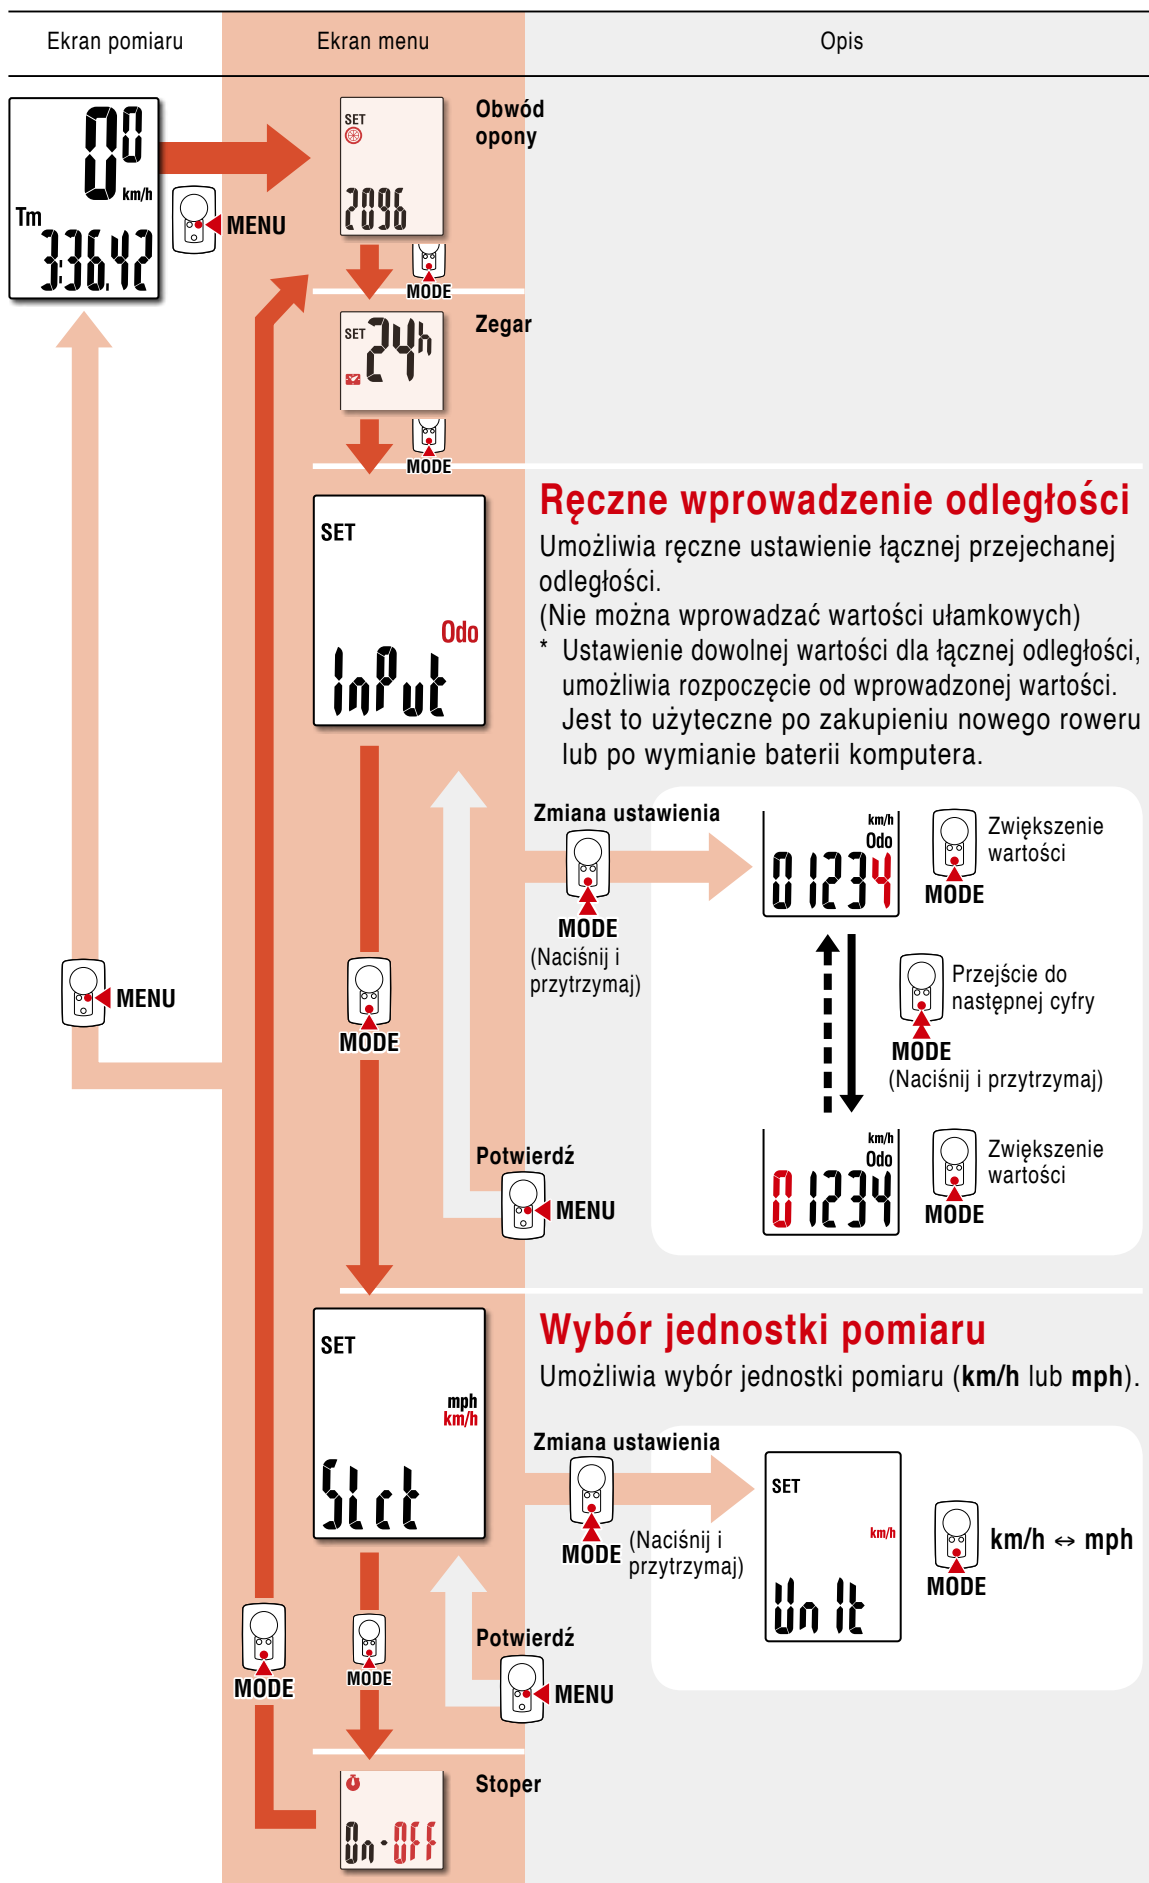 Ekran pomiaru
Ekran menu
Opis
00
km/h
Tm
3:36.42
MENU
SET
2096
Obwód
opony
MODE
SET
24h
Zegar
MODE
SET
Odo
InPut
Ręczne wprowadzenie odległości
Umożliwia ręczne ustawienie łącznej przejechanej
odległości.
(Nie można wprowadzać wartości ułamkowych)
* Ustawienie dowolnej wartości dla łącznej odległości,
umożliwia rozpoczęcie od wprowadzonej wartości.
Jest to użyteczne po zakupieniu nowego roweru
lub po wymianie baterii komputera.
Zmiana ustawienia
MODE
(Naciśnij i
przytrzymaj)
km/h
Odo
01234
Zwiększenie
wartości
MODE
Przejście do
następnej cyfry
MODE
(Naciśnij i przytrzymaj)
km/h
Odo
01234
Zwiększenie
wartości
MODE
MENU
MODE
Potwierdź
MENU
SET
mph
km/h
Slct
Wybór jednostki pomiaru
Umożliwia wybór jednostki pomiaru (km/h lub mph).
Zmiana ustawienia
MODE
(Naciśnij i
przytrzymaj)
SET
km/h
UnIt
km/h ↔ mph
MODE
MODE
MODE
Potwierdź
MENU
On-OFF
Stoper